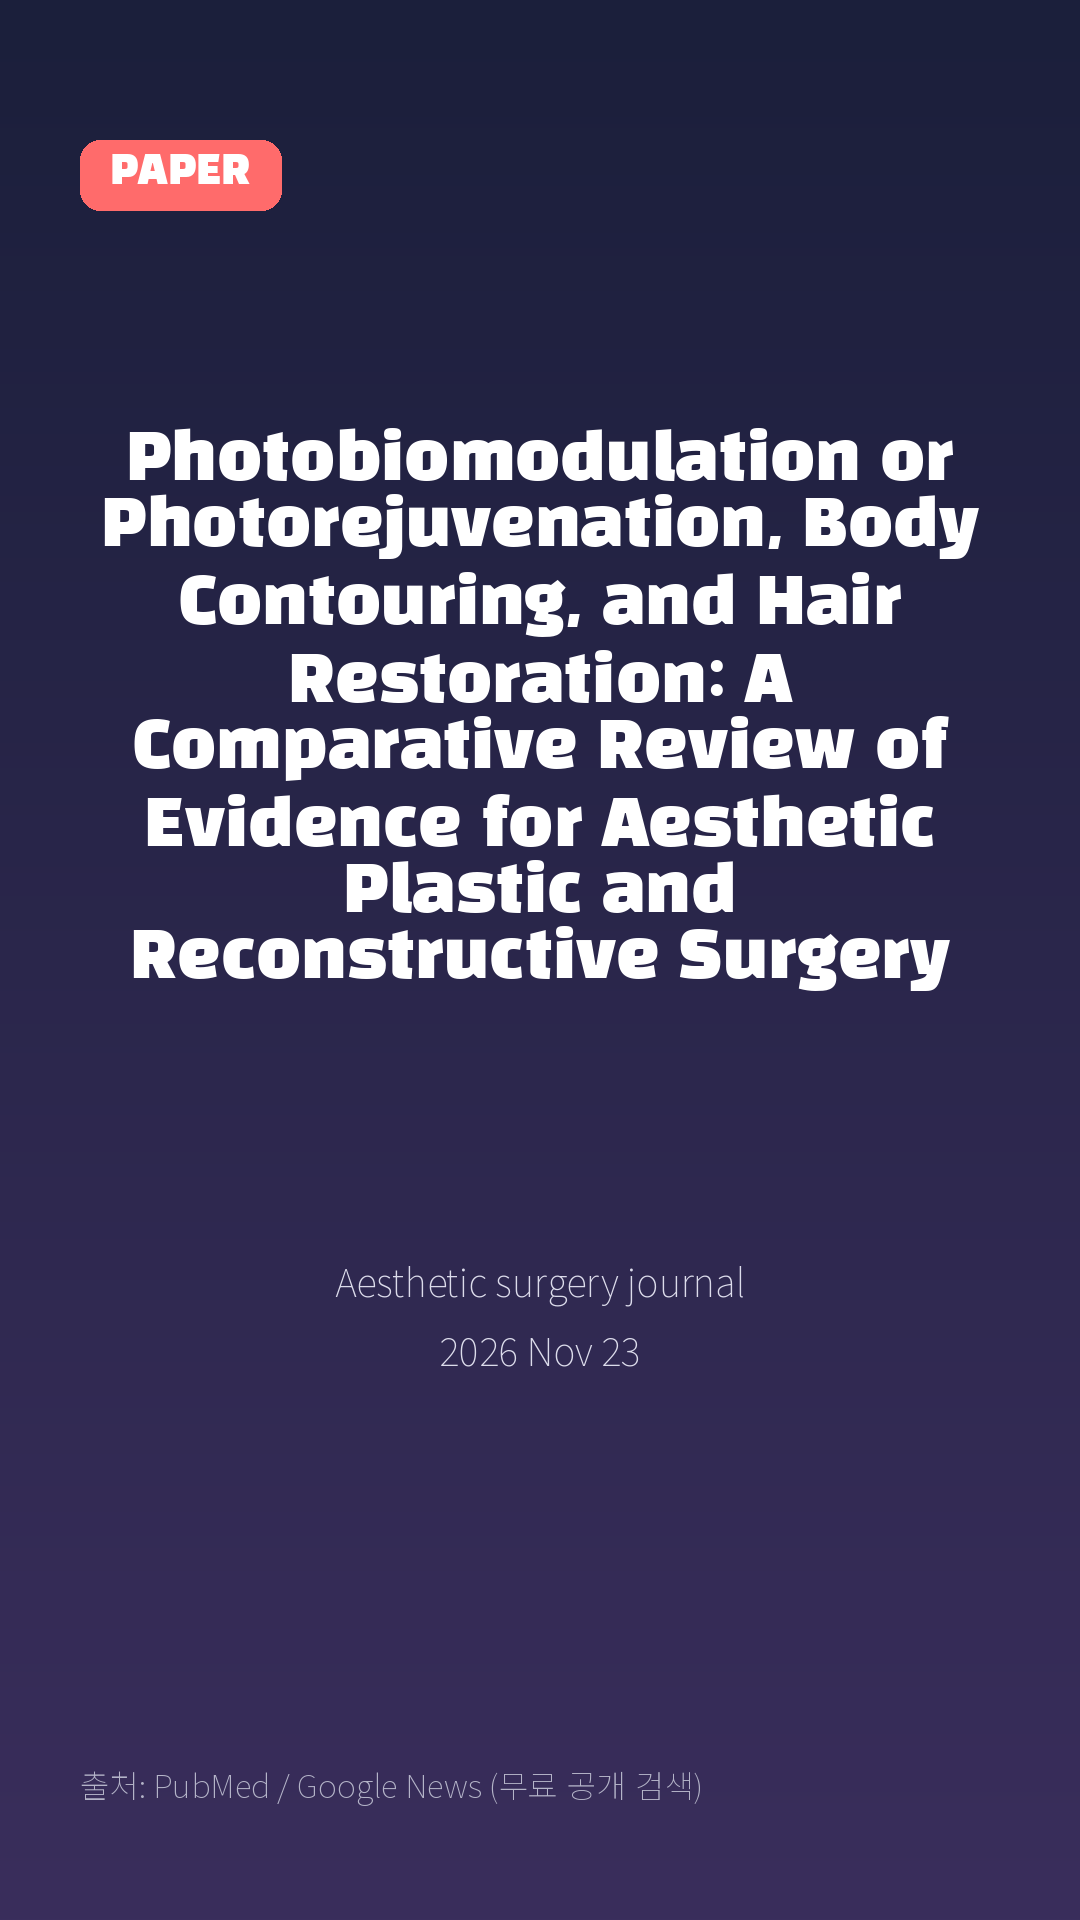 PAPER
Photobiomodulation or
Photorejuvenation, Body
Contouring, and Hair
Restoration: A
Comparative Review of
Evidence for Aesthetic
Plastic and
Reconstructive Surgery
Aesthetic surgery journal
2026 Nov 23
출처: PubMed / Google News (무료 공개 검색)